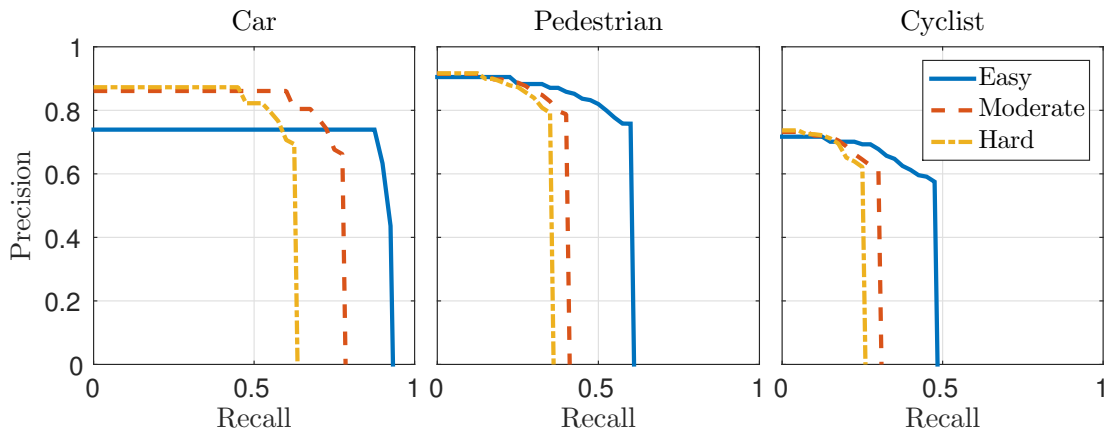 Car
Pedestrian
Cyclist
Precision
1
0.8
0.6
0.4
0.2
0
0 0.5 1
0 0.5 1
0 0.5 1
Recall
Recall
Recall
Easy
Moderate
Hard